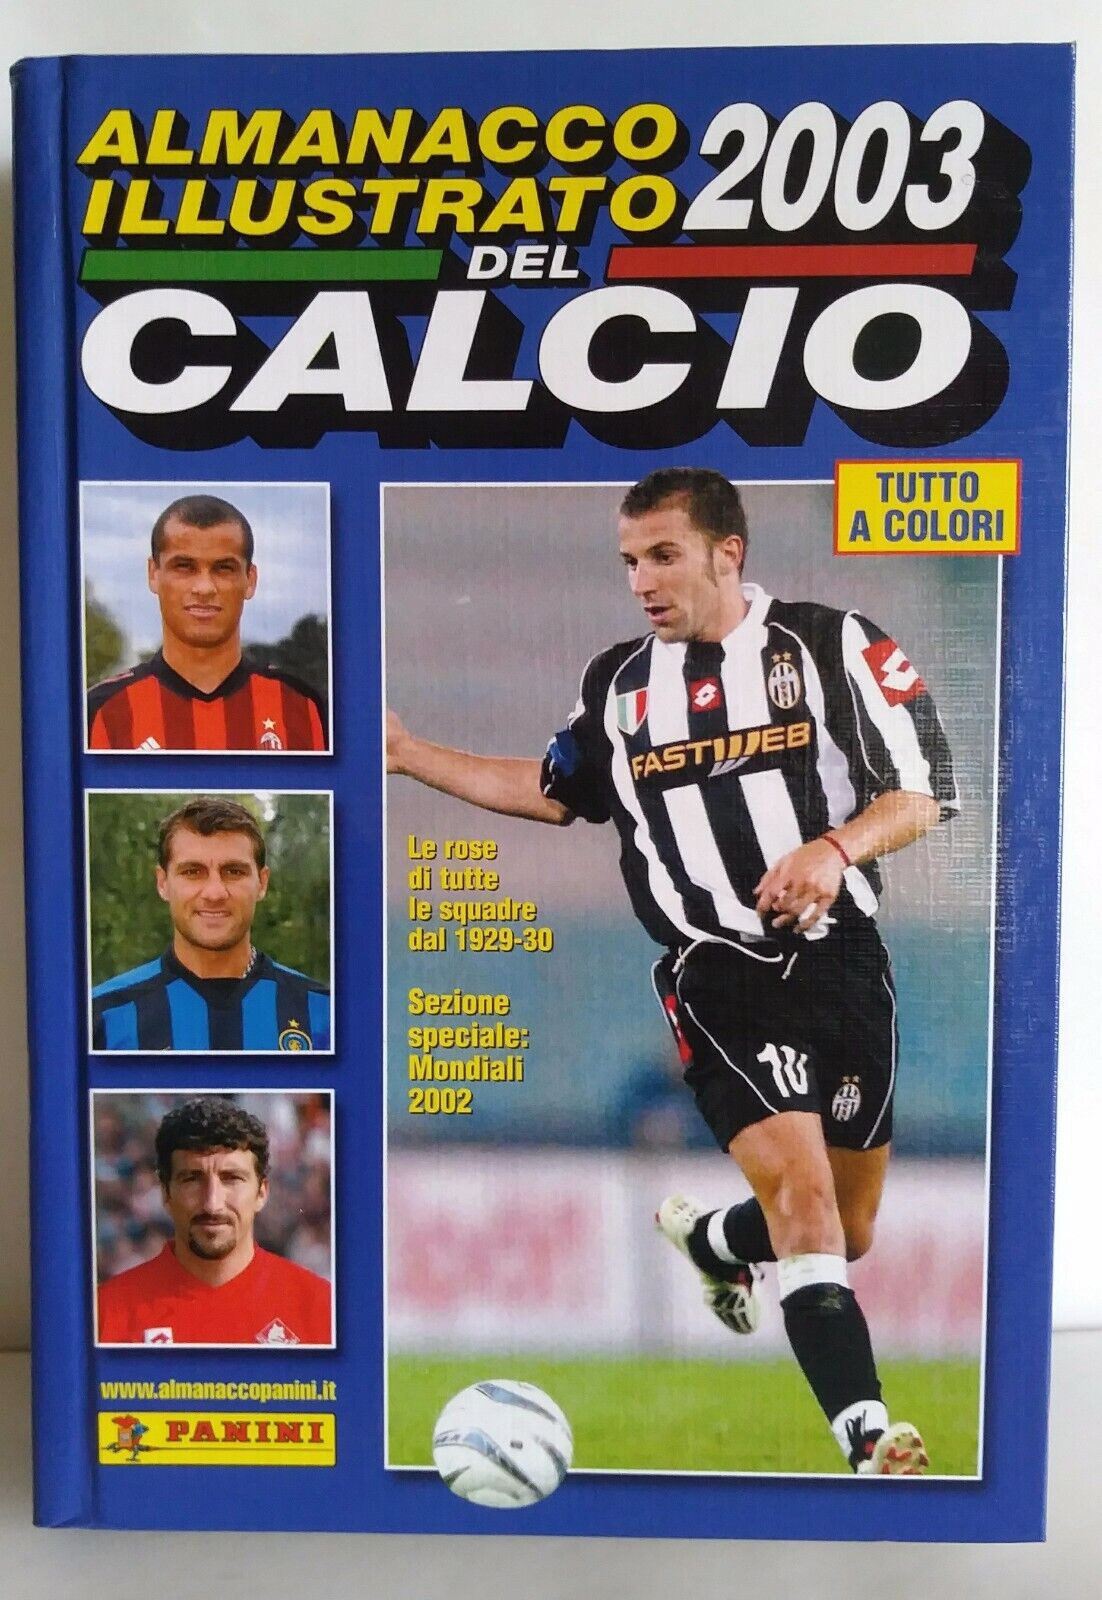 ALMANACCO
ILLUSTRATO 2003
DEL
CALCIO
TUTTO
A COLORI
FASTWEB
Le rose
di tutte
le squadre
dal 1929-30
Sezione
speciale:
Mondiali
2002
10
www.almanaccopanini.it
PANINI